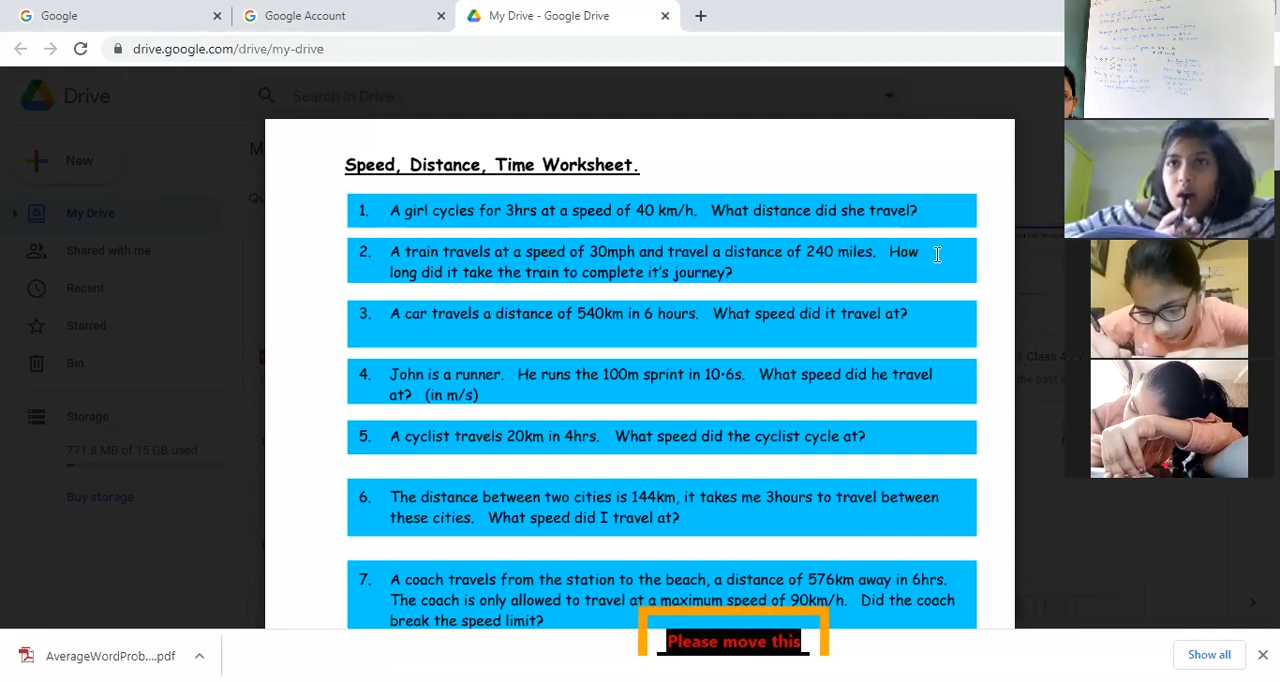 Google
Google Account
My Drive - Google Drive
drive.google.com/drive/my-drive
Drive
Search in Drive
New
My Drive
Shared with me
Recent
Starred
Bin
Storage
771.8 MB of 15 GB used
Buy storage
Speed, Distance, Time Worksheet.
1. A girl cycles for 3hrs at a speed of 40 km/h. What distance did she travel?
2. A train travels at a speed of 30mph and travel a distance of 240 miles. How
long did it take the train to complete it's journey?
3. A car travels a distance of 540km in 6 hours. What speed did it travel at?
4. John is a runner. He runs the 100m sprint in 10·6s. What speed did he travel
at? (in m/s)
5. A cyclist travels 20km in 4hrs. What speed did the cyclist cycle at?
6. The distance between two cities is 144km, it takes me 3hours to travel between
these cities. What speed did I travel at?
7. A coach travels from the station to the beach, a distance of 576km away in 6hrs.
The coach is only allowed to travel at a maximum speed of 90km/h. Did the coach
break the speed limit?
Please move this
AverageWordProb....pdf
Show all